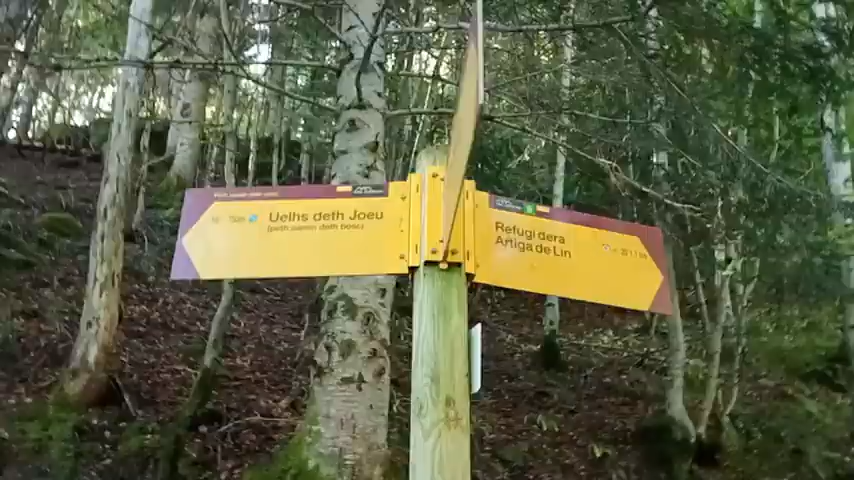 Uelhs deth Joeu
(peth camin deth bosc)
Refugi dera
Artiga de Lin